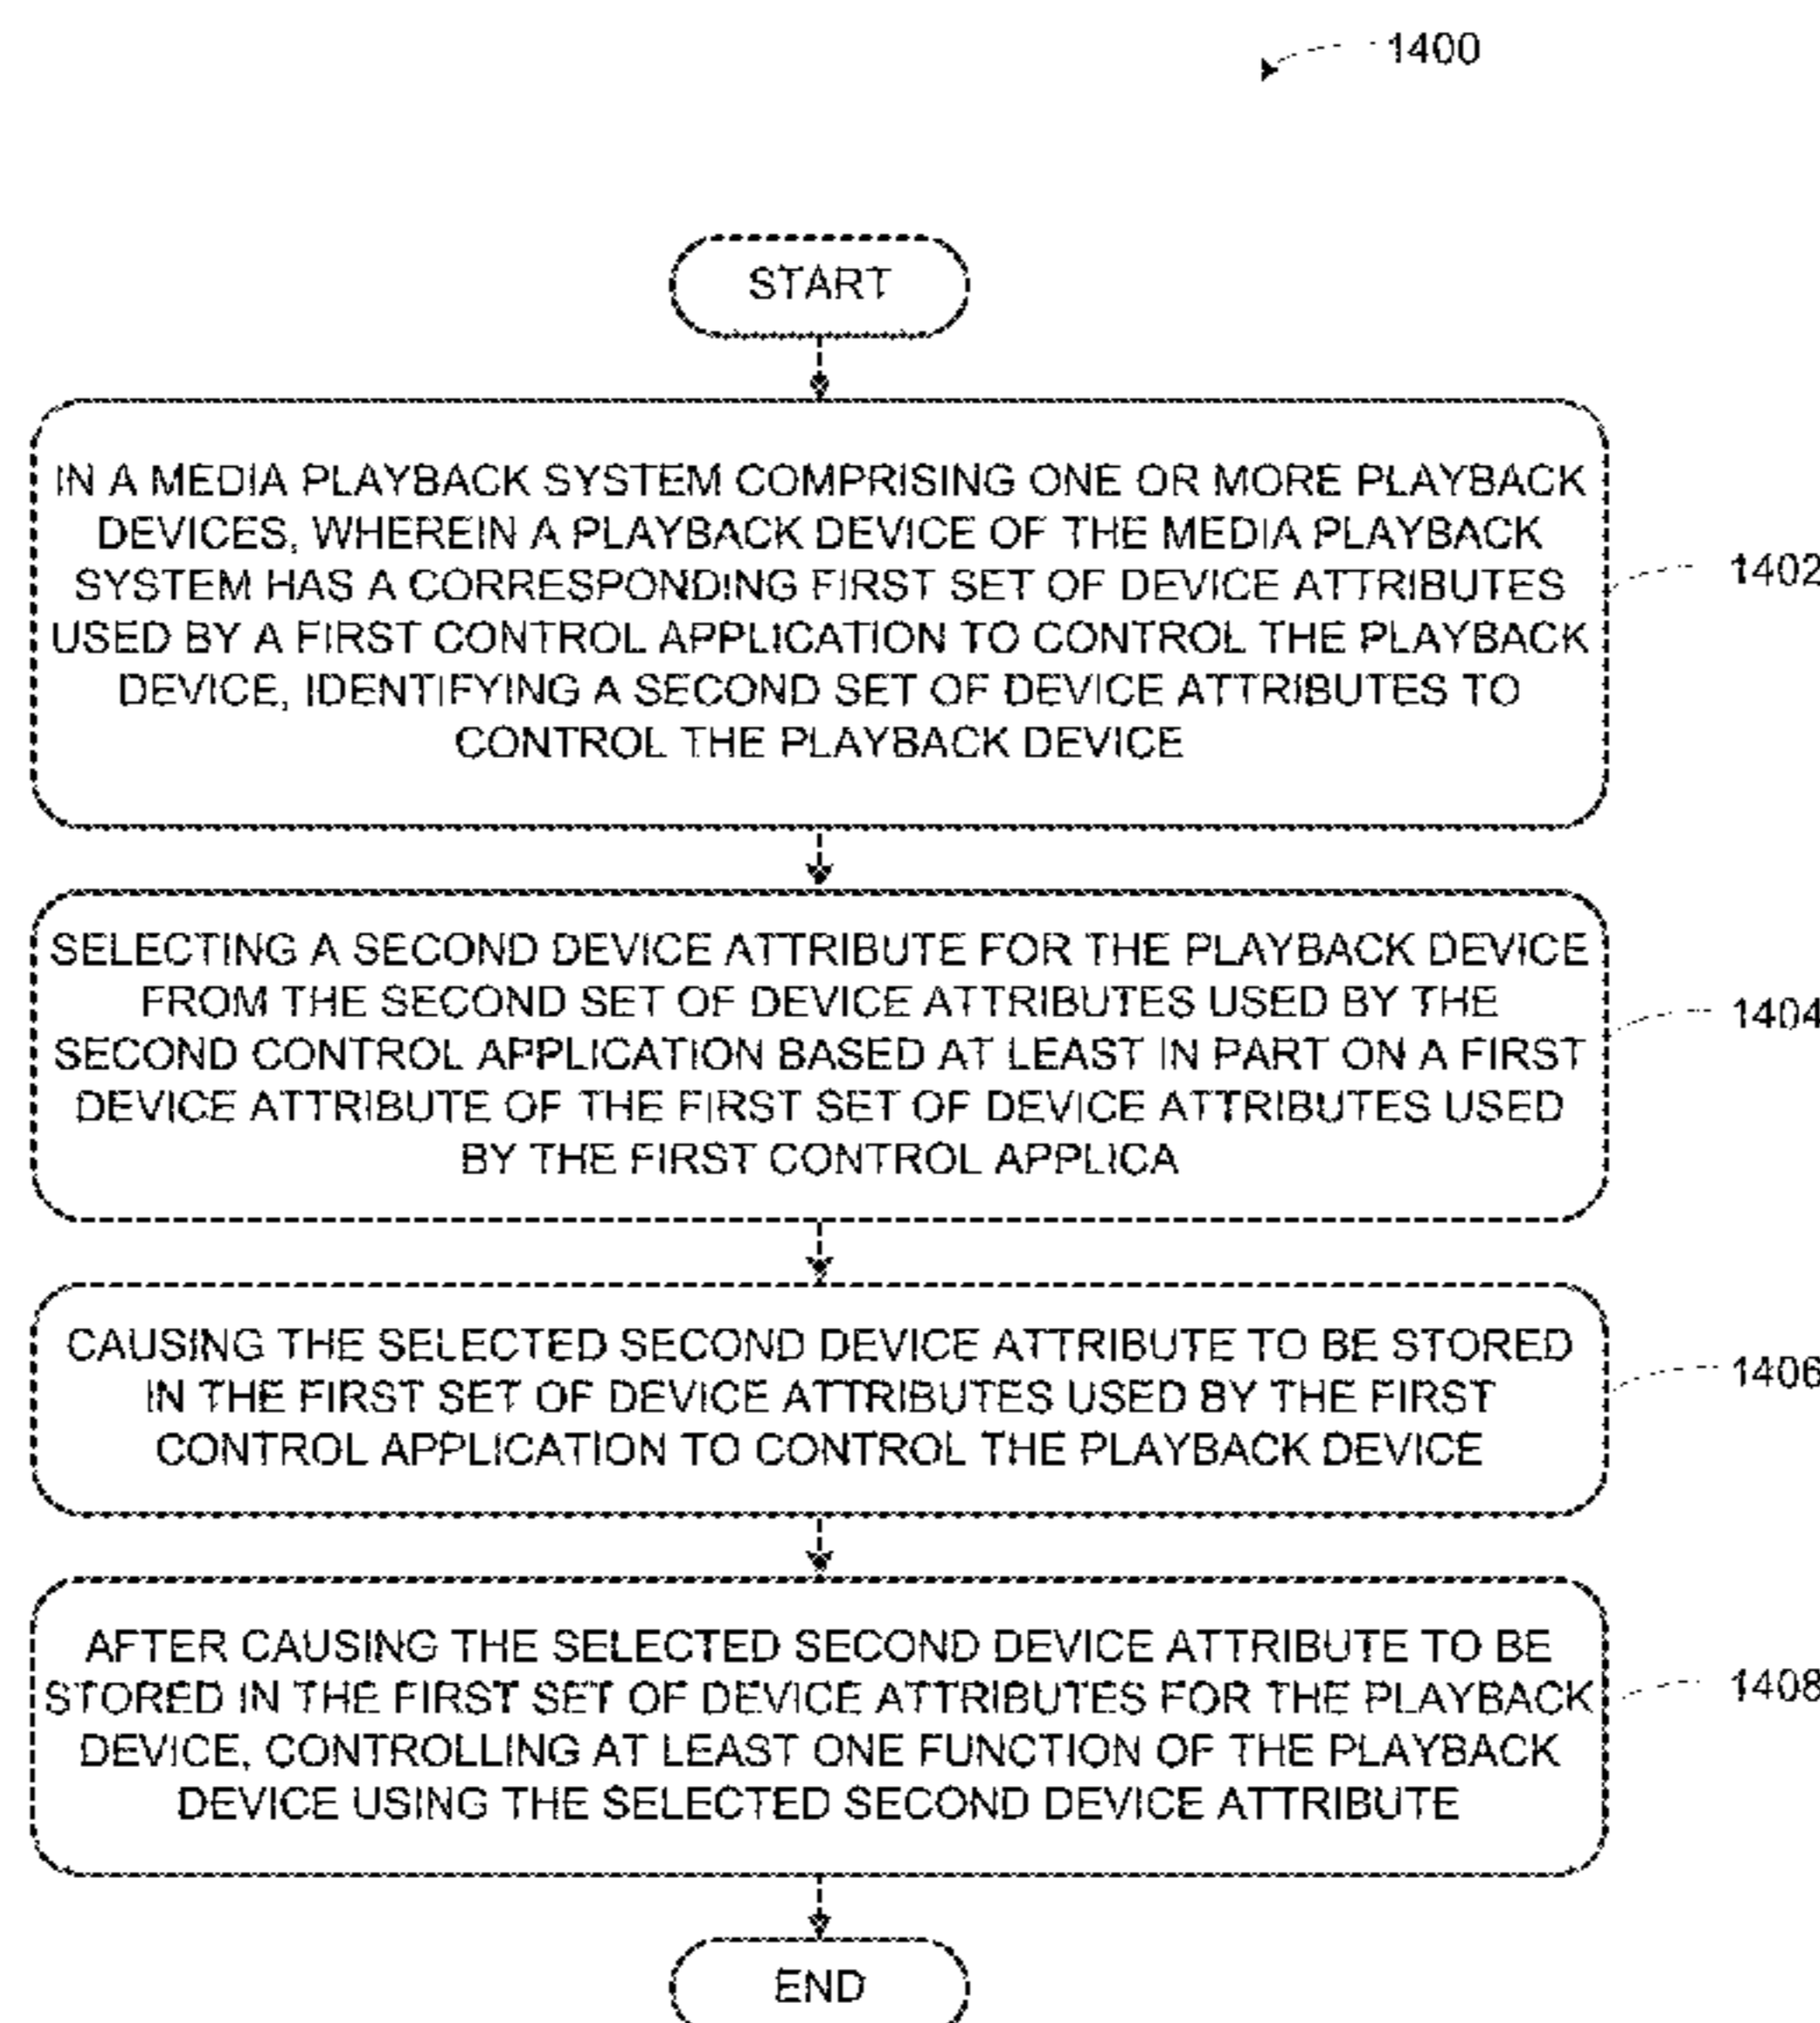 1400
START
IN A MEDIA PLAYBACK SYSTEM COMPRISING ONE OR MORE PLAYBACK
DEVICES, WHEREIN A PLAYBACK DEVICE OF THE MEDIA PLAYBACK
SYSTEM HAS A CORRESPONDING FIRST SET OF DEVICE ATTRIBUTES
USED BY A FIRST CONTROL APPLICATION TO CONTROL THE PLAYBACK
DEVICE, IDENTIFYING A SECOND SET OF DEVICE ATTRIBUTES TO
CONTROL THE PLAYBACK DEVICE
1402
SELECTING A SECOND DEVICE ATTRIBUTE FOR THE PLAYBACK DEVICE
FROM THE SECOND SET OF DEVICE ATTRIBUTES USED BY THE
SECOND CONTROL APPLICATION BASED AT LEAST IN PART ON A FIRST
DEVICE ATTRIBUTE OF THE FIRST SET OF DEVICE ATTRIBUTES USED
BY THE FIRST CONTROL APPLICA
1404
CAUSING THE SELECTED SECOND DEVICE ATTRIBUTE TO BE STORED
IN THE FIRST SET OF DEVICE ATTRIBUTES USED BY THE FIRST
CONTROL APPLICATION TO CONTROL THE PLAYBACK DEVICE
1406
AFTER CAUSING THE SELECTED SECOND DEVICE ATTRIBUTE TO BE
STORED IN THE FIRST SET OF DEVICE ATTRIBUTES FOR THE PLAYBACK
DEVICE, CONTROLLING AT LEAST ONE FUNCTION OF THE PLAYBACK
DEVICE USING THE SELECTED SECOND DEVICE ATTRIBUTE
1408
END